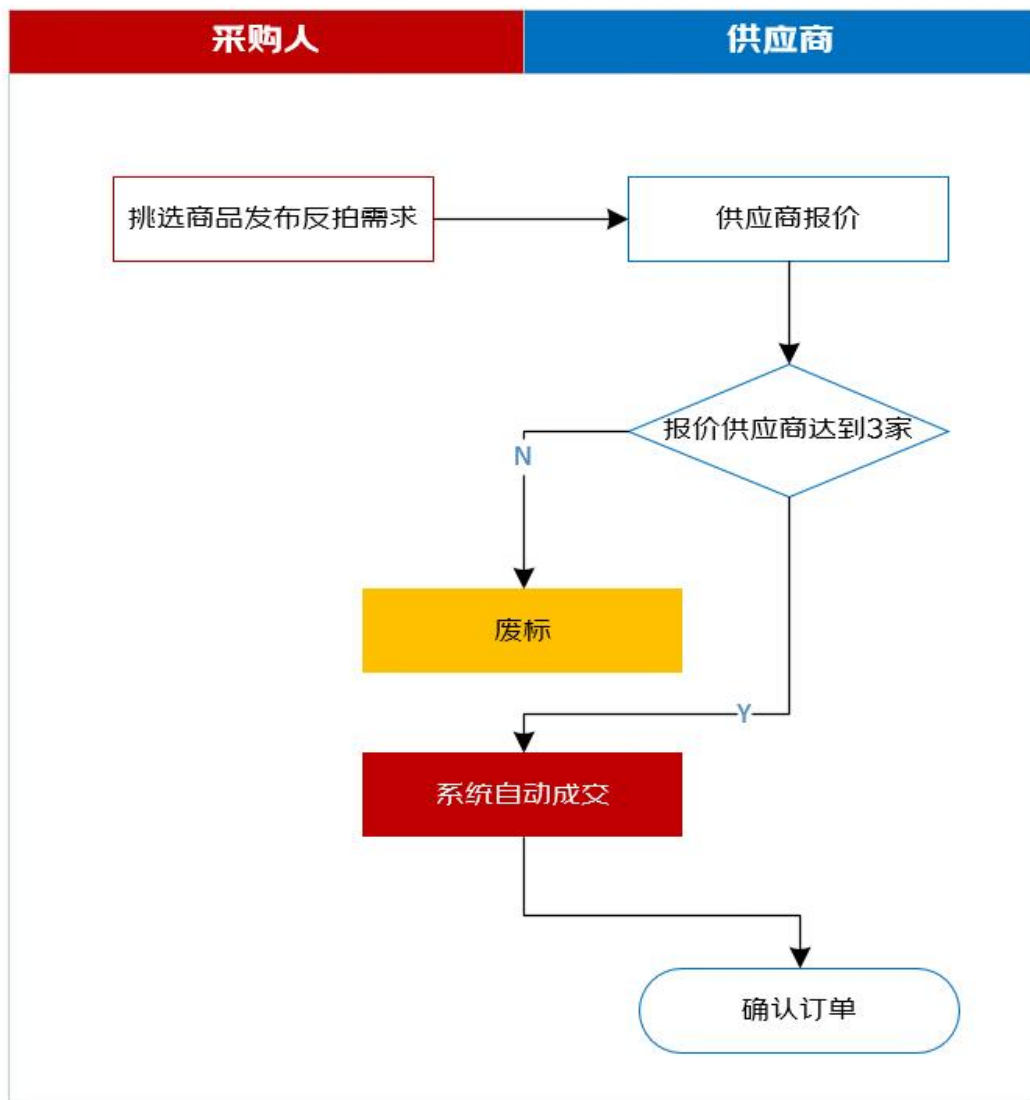 采购人
供应商
挑选商品发布反拍需求
供应商报价
报价供应商达到3家
N
废标
Y
系统自动成交
确认订单